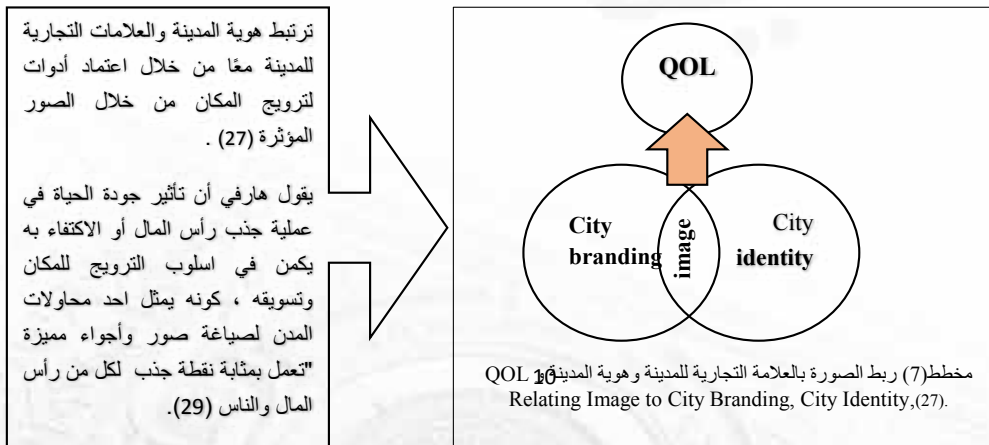 ترتبط هوية المدينة والعلامات التجارية
للمدينة معًا من خلال اعتماد أدوات
لترويج المكان من خلال الصور
المؤثرة (27) .
يقول هارفي أن تأثير جودة الحياة في
عملية جذب رأس المال أو الاكتفاء به
يكمن في اسلوب الترويج للمكان
وتسويقه ، كونه يمثل احد محاولات
المدن لصياغة صور وأجواء مميزة
"تعمل بمثابة نقطة جذب لكل من رأس
المال والناس (29).
QOL
City
branding
image
City
identity
مخطط(7) ربط الصورة بالعلامة التجارية للمدينة وهوية المدينة و QOL
10
Relating Image to City Branding, City Identity,(27).